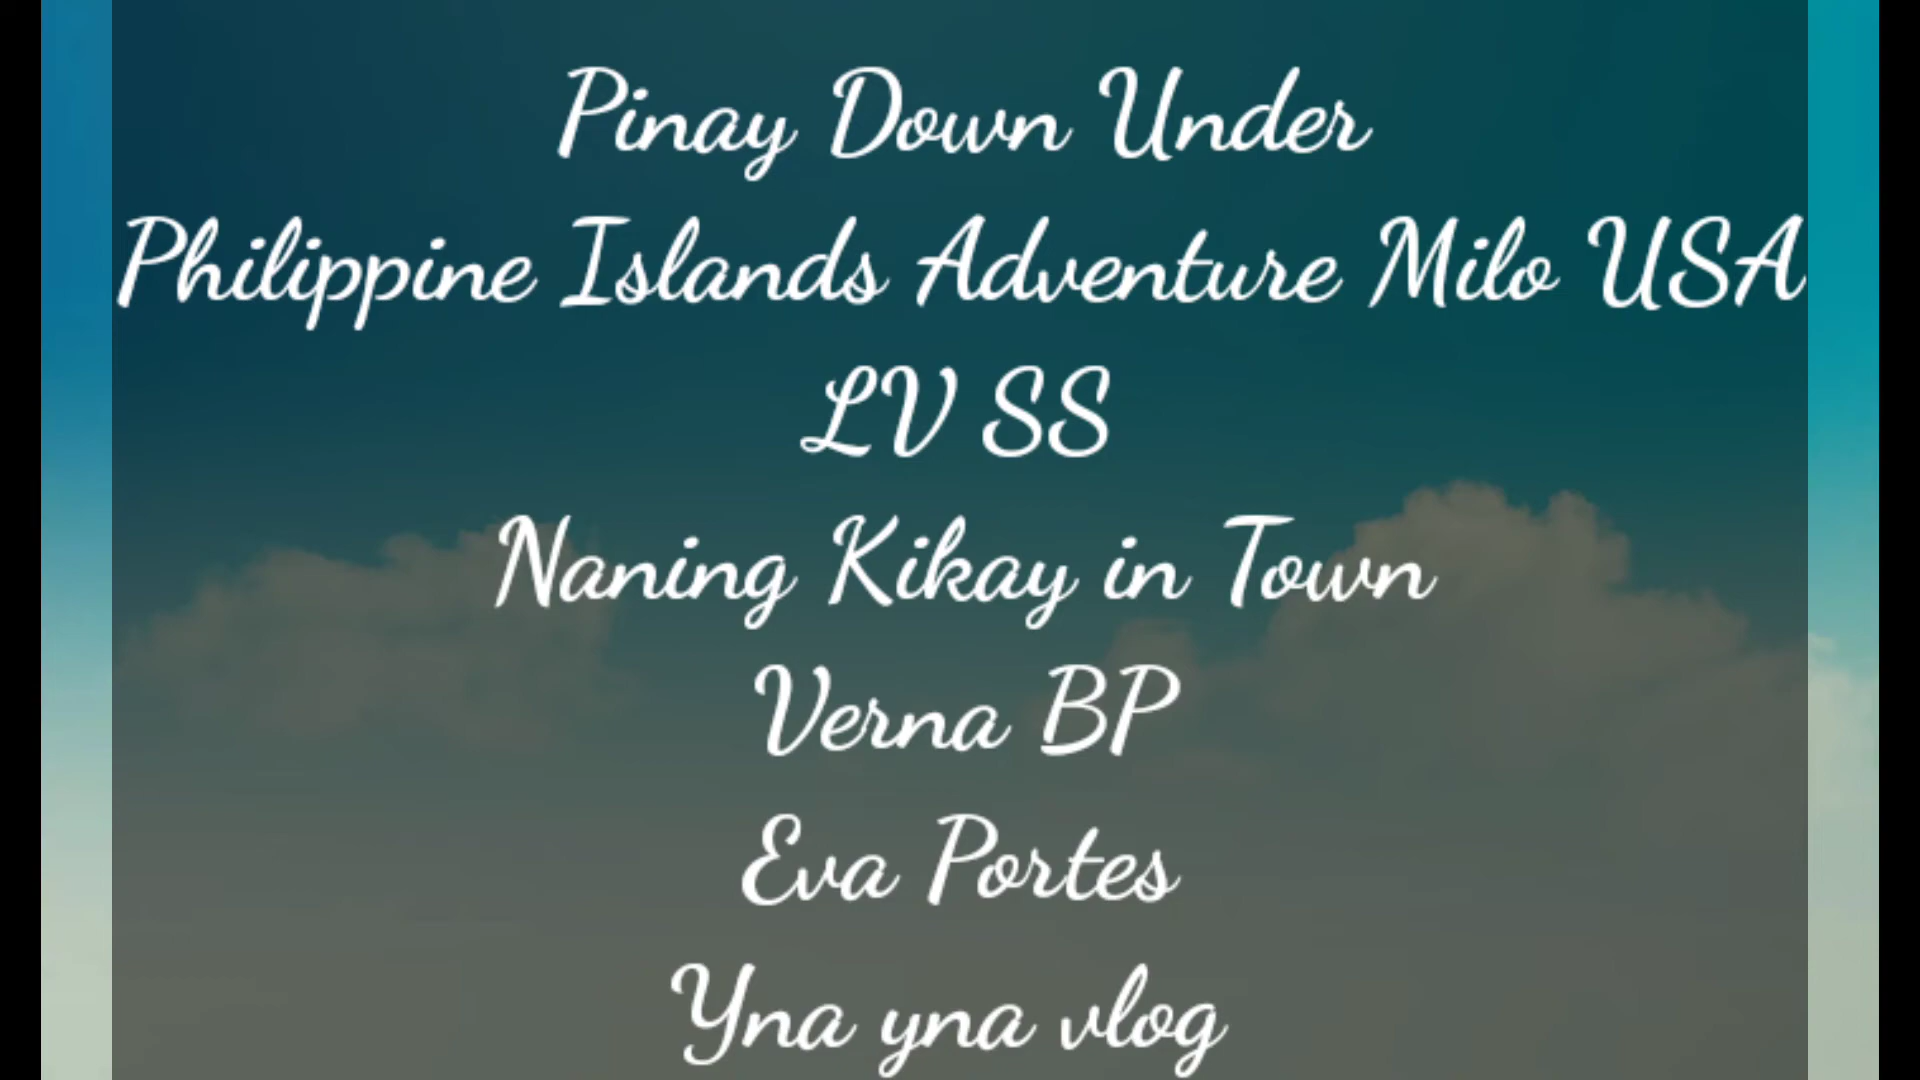 Pinay Down Under
Philippine Islands Adventure Milo USA
LV SS
Naning Kikay in Town
Verna BP
Eva Portes
Yna yna vlog